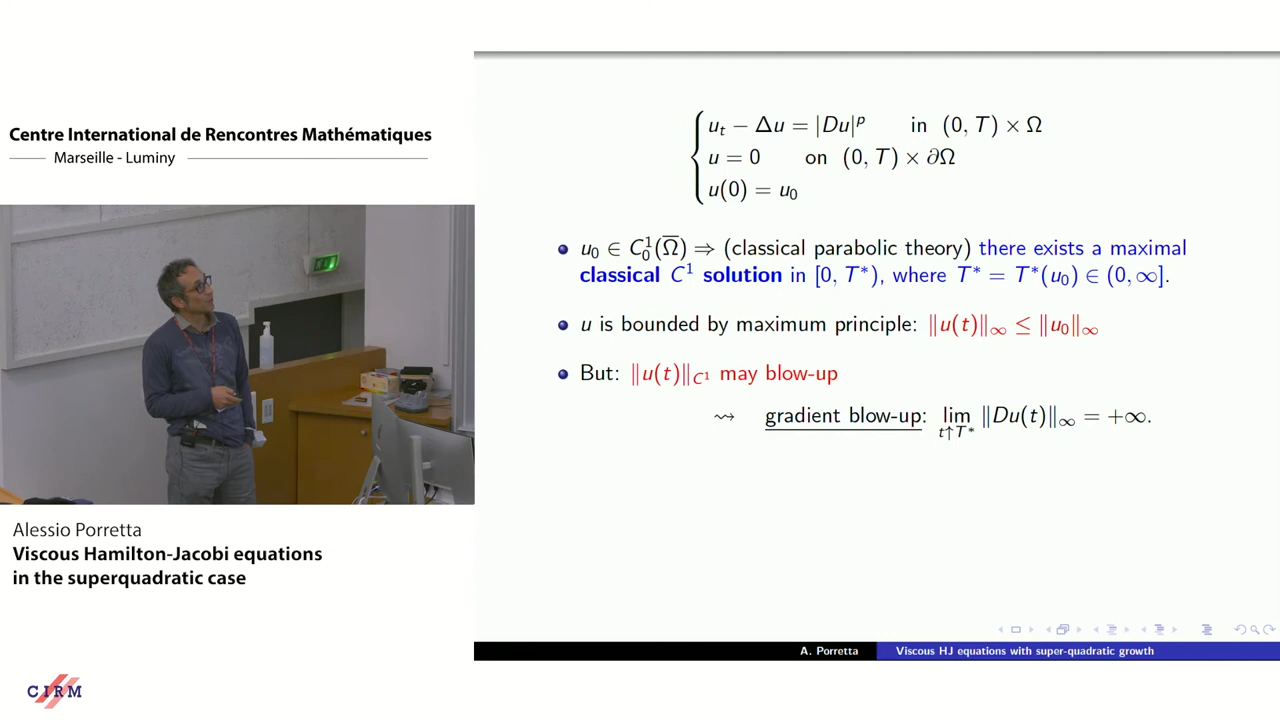 Centre International de Rencontres Mathématiques
Marseille - Luminy
Alessio Porretta
Viscous Hamilton-Jacobi equations
in the superquadratic case
CIRM
u_t − Δu = |Du|^p in (0, T) × Ω
u = 0 on (0, T) × ∂Ω
u(0) = u_0
• u_0 ∈ C_0^1(Ω̅) ⇒ (classical parabolic theory) there exists a maximal
classical C^1 solution in [0, T*), where T* = T*(u_0) ∈ (0, ∞].
• u is bounded by maximum principle: ‖u(t)‖_∞ ≤ ‖u_0‖_∞
• But: ‖u(t)‖_{C^1} may blow-up
⇝ gradient blow-up: lim_{t↑T*} ‖Du(t)‖_∞ = +∞.
A. Porretta Viscous HJ equations with super-quadratic growth